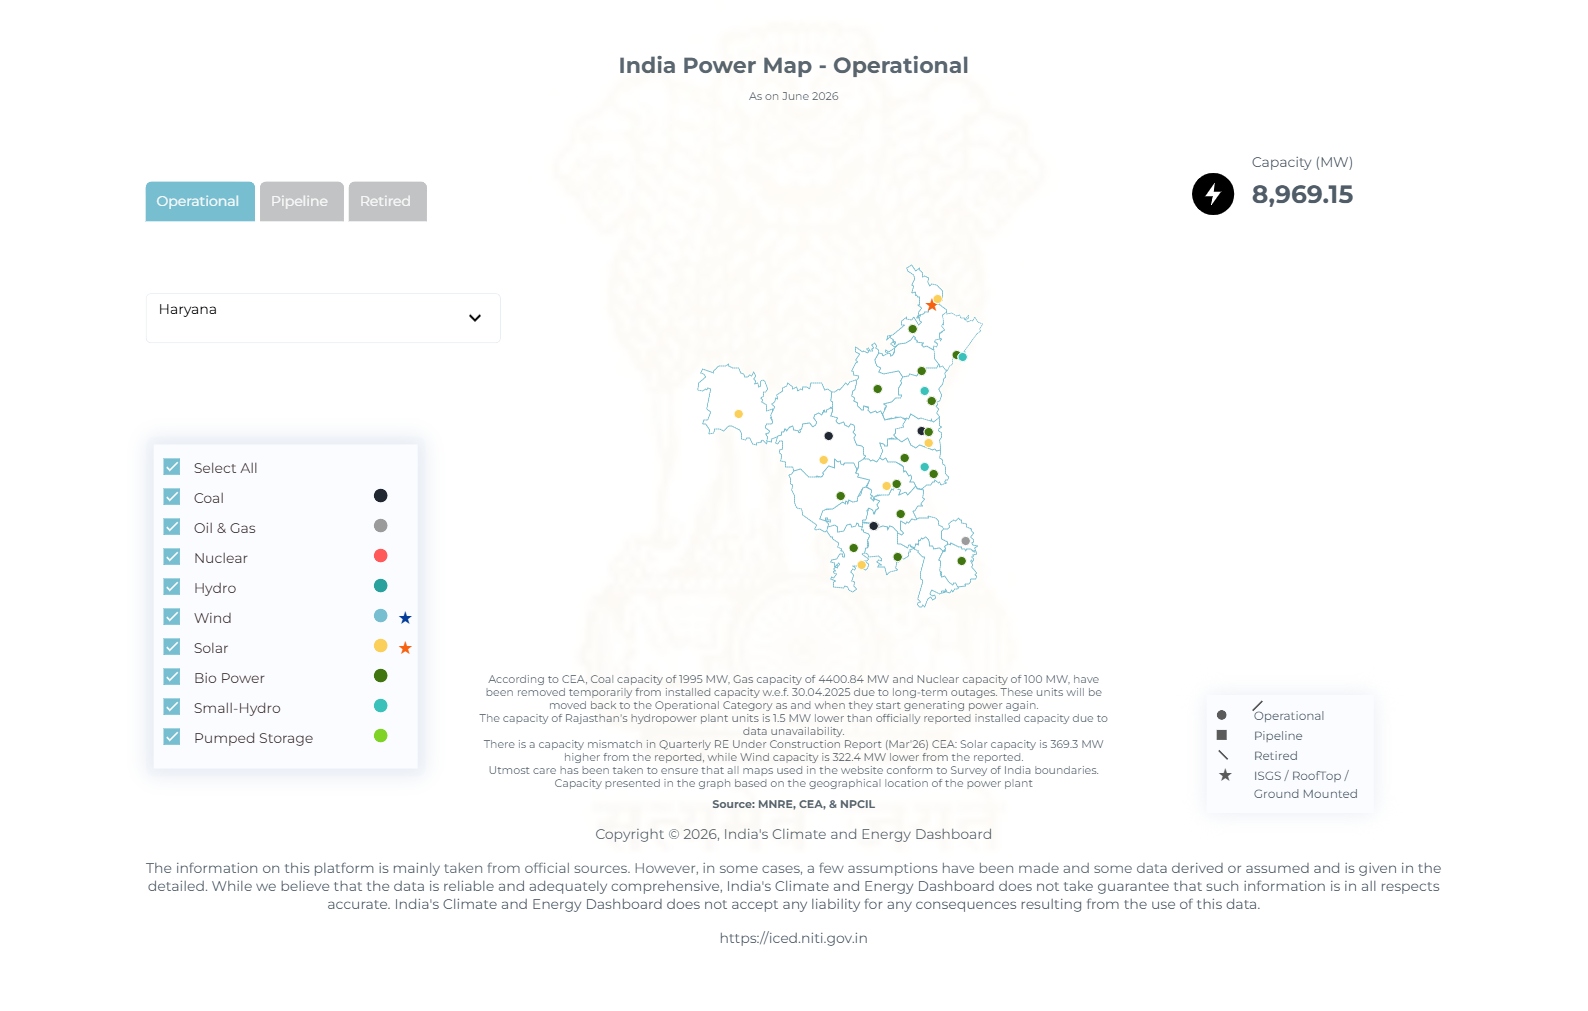 India Power Map - Operational
As on June 2026
Capacity (MW)
8,969.15
Operational
Pipeline
Retired
Haryana
Select All
Coal
Oil & Gas
Nuclear
Hydro
Wind
Solar
Bio Power
Small-Hydro
Pumped Storage
According to CEA, Coal capacity of 1995 MW, Gas capacity of 4400.84 MW and Nuclear capacity of 100 MW, have
been removed temporarily from installed capacity w.e.f. 30.04.2025 due to long-term outages. These units will be
moved back to the Operational Category as and when they start generating power again.
The capacity of Rajasthan's hydropower plant units is 1.5 MW lower than officially reported installed capacity due to
data unavailability.
There is a capacity mismatch in Quarterly RE Under Construction Report (Mar'26) CEA: Solar capacity is 369.3 MW
higher from the reported, while Wind capacity is 322.4 MW lower from the reported.
Utmost care has been taken to ensure that all maps used in the website conform to Survey of India boundaries.
Capacity presented in the graph based on the geographical location of the power plant
Source: MNRE, CEA, & NPCIL
Operational
Pipeline
Retired
ISGS / RoofTop /
Ground Mounted
Copyright © 2026, India's Climate and Energy Dashboard
The information on this platform is mainly taken from official sources. However, in some cases, a few assumptions have been made and some data derived or assumed and is given in the
detailed. While we believe that the data is reliable and adequately comprehensive, India's Climate and Energy Dashboard does not take guarantee that such information is in all respects
accurate. India's Climate and Energy Dashboard does not accept any liability for any consequences resulting from the use of this data.
https://iced.niti.gov.in